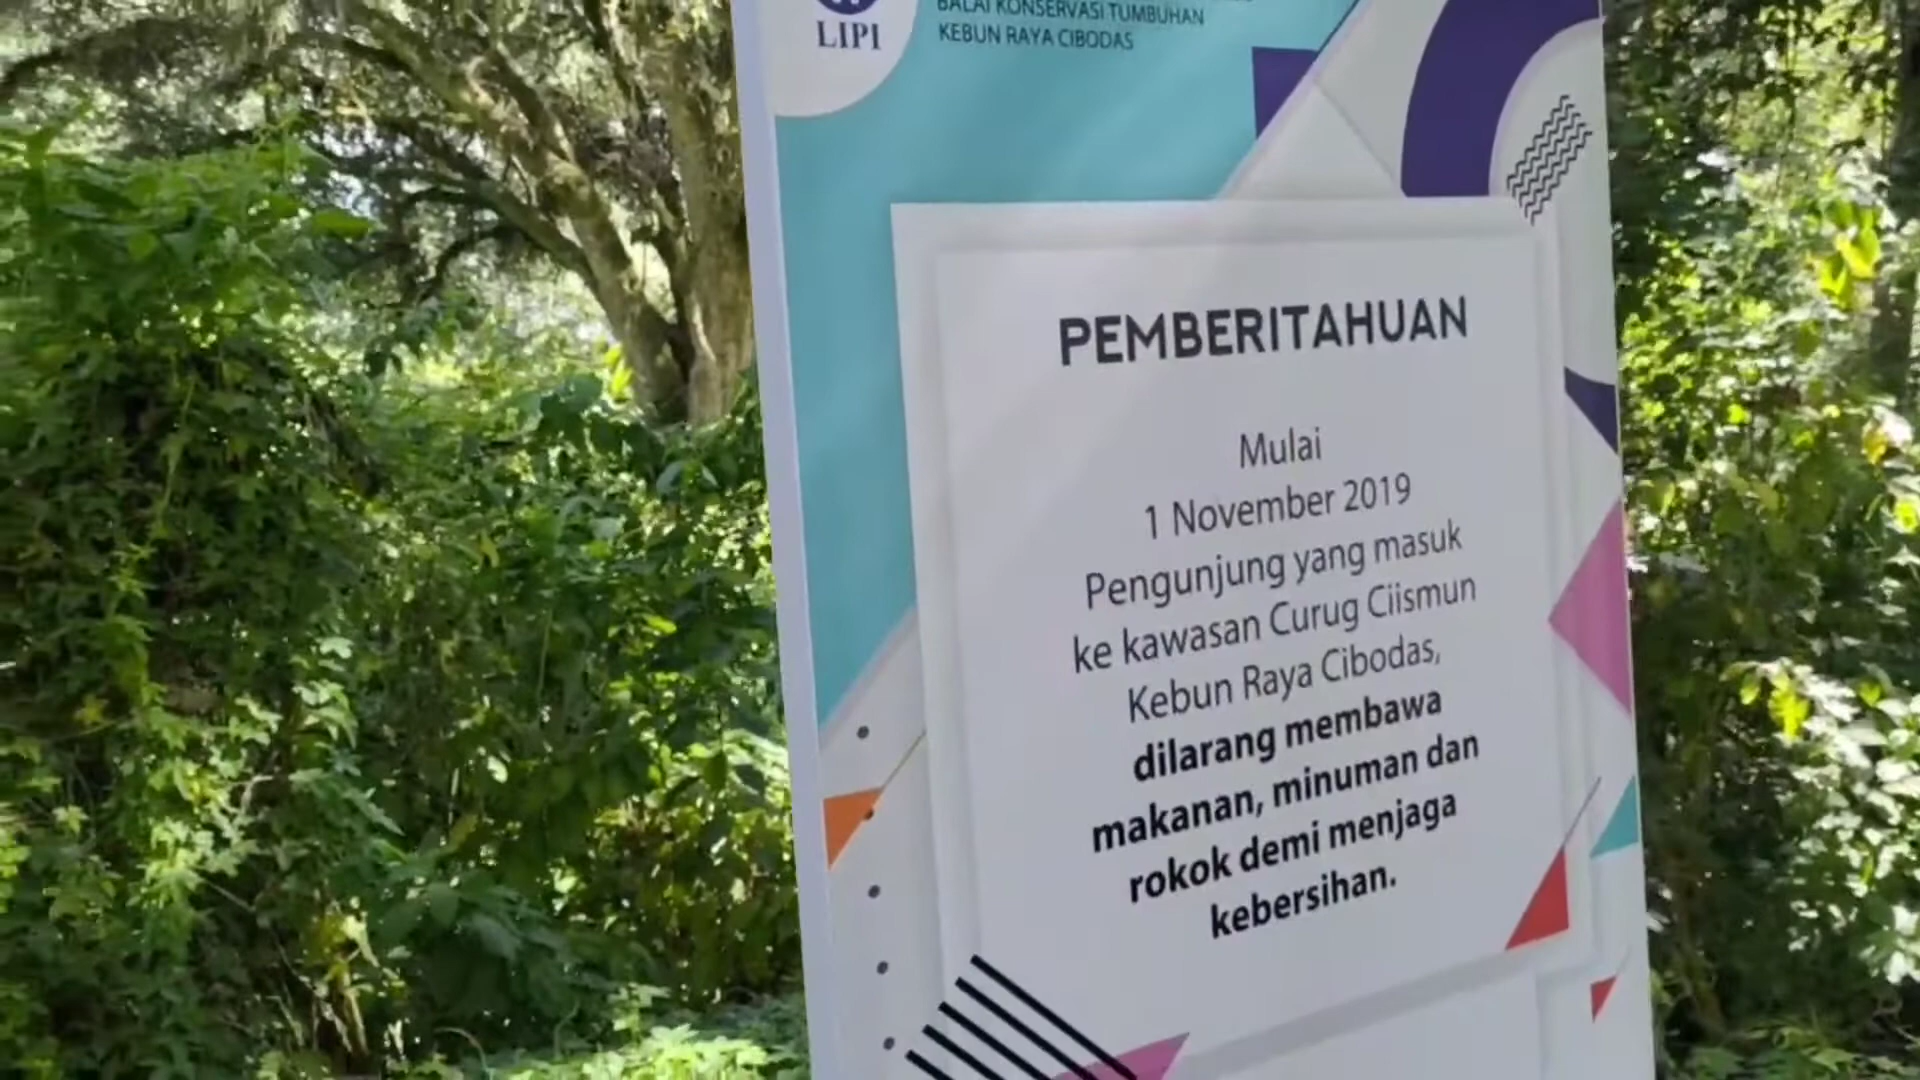 LIPI
BALAI KONSERVASI TUMBUHAN
KEBUN RAYA CIBODAS
PEMBERITAHUAN
Mulai
1 November 2019
Pengunjung yang masuk
ke kawasan Curug Ciismun
Kebun Raya Cibodas,
dilarang membawa
makanan, minuman dan
rokok demi menjaga
kebersihan.